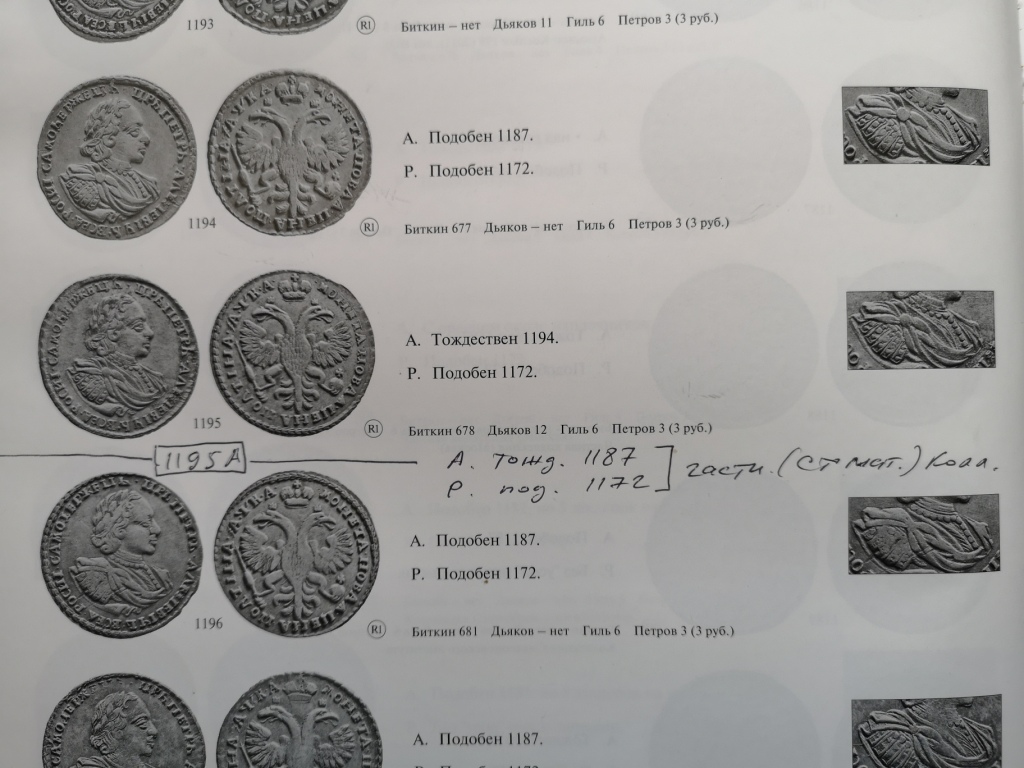 1193 R1 Биткин – нет Дьяков 11 Гиль 6 Петров 3 (3 руб.)
А. Подобен 1187.
Р. Подобен 1172.
1194 R1 Биткин 677 Дьяков – нет Гиль 6 Петров 3 (3 руб.)
А. Тождествен 1194.
Р. Подобен 1172.
1195 R1 Биткин 678 Дьяков 12 Гиль 6 Петров 3 (3 руб.)
1195А А. тожд. 1187
Р. под. 1172 ] части. (ст мат.) колл.
А. Подобен 1187.
Р. Подобен 1172.
1196 R1 Биткин 681 Дьяков – нет Гиль 6 Петров 3 (3 руб.)
А. Подобен 1187.